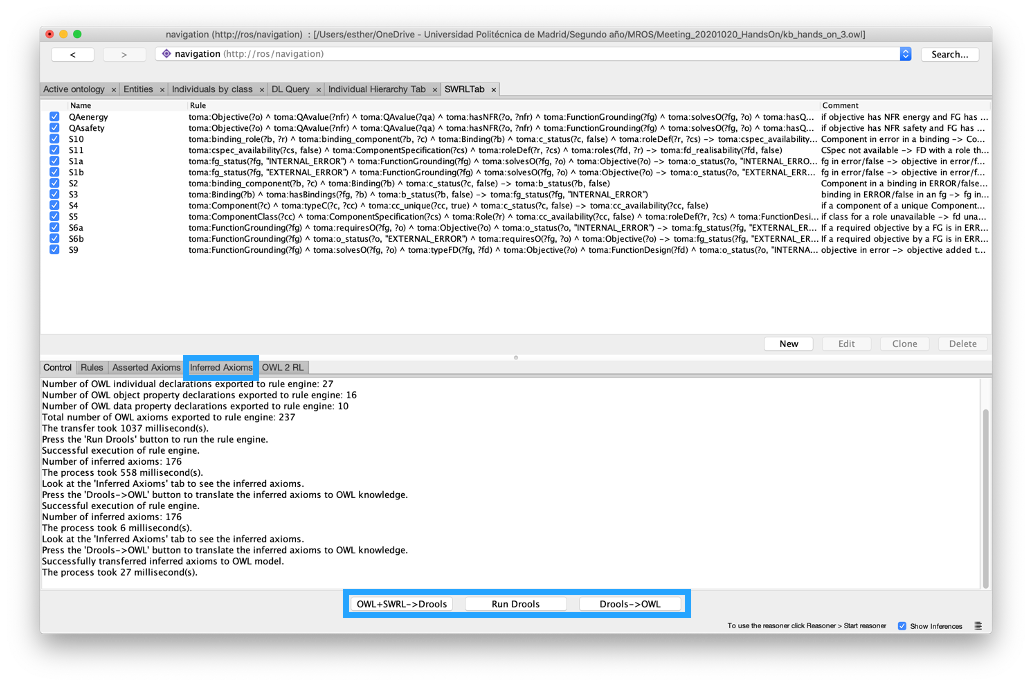 navigation (http://ros/navigation) : [/Users/esther/OneDrive - Universidad Politécnica de Madrid/Segundo año/MROS/Meeting_20201020_HandsOn/kb_hands_on_3.owl]
< > navigation (http://ros/navigation) Search...
Active ontology × Entities × Individuals by class × DL Query × Individual Hierarchy Tab × SWRLTab ×
Name Rule Comment
QAenergy toma:Objective(?o) ^ toma:QAvalue(?nfr) ^ toma:QAvalue(?qa) ^ toma:hasNFR(?o, ?nfr) ^ toma:FunctionGrounding(?fg) ^ toma:solvesO(?fg, ?o) ^ toma:hasQ... if objective has NFR energy and FG has ...
QAsafety toma:Objective(?o) ^ toma:QAvalue(?nfr) ^ toma:QAvalue(?qa) ^ toma:hasNFR(?o, ?nfr) ^ toma:FunctionGrounding(?fg) ^ toma:solvesO(?fg, ?o) ^ toma:hasQ... if objective has NFR safety and FG has ...
S10 toma:binding_role(?b, ?r) ^ toma:binding_component(?b, ?c) ^ toma:Binding(?b) ^ toma:c_status(?c, false) ^ toma:roleDef(?r, ?cs) -> toma:cspec_availability... Component in error in a binding -> Co...
S11 toma:cspec_availability(?cs, false) ^ toma:ComponentSpecification(?cs) ^ toma:roleDef(?r, ?cs) ^ toma:roles(?fd, ?r) -> toma:fd_realisability(?fd, false) CSpec not available -> FD with a role th...
S1a toma:fg_status(?fg, "INTERNAL_ERROR") ^ toma:FunctionGrounding(?fg) ^ toma:solvesO(?fg, ?o) ^ toma:Objective(?o) -> toma:o_status(?o, "INTERNAL_ERRO... fg in error/false -> objective in error/f...
S1b toma:fg_status(?fg, "EXTERNAL_ERROR") ^ toma:FunctionGrounding(?fg) ^ toma:solvesO(?fg, ?o) ^ toma:Objective(?o) -> toma:o_status(?o, "EXTERNAL_ERR... fg in error/false -> objective in error/f...
S2 toma:binding_component(?b, ?c) ^ toma:Binding(?b) ^ toma:c_status(?c, false) -> toma:b_status(?b, false) Component in a binding in ERROR/false...
S3 toma:Binding(?b) ^ toma:hasBindings(?fg, ?b) ^ toma:b_status(?b, false) -> toma:fg_status(?fg, "INTERNAL_ERROR") binding in ERROR/false in an fg -> fg in...
S4 toma:Component(?c) ^ toma:typeC(?c, ?cc) ^ toma:cc_unique(?cc, true) ^ toma:c_status(?c, false) -> toma:cc_availability(?cc, false) if a component of a unique Component...
S5 toma:ComponentClass(?cc) ^ toma:ComponentSpecification(?cs) ^ toma:Role(?r) ^ toma:cc_availability(?cc, false) ^ toma:roleDef(?r, ?cs) ^ toma:FunctionDesi... if class for a role unavailable -> fd una...
S6a toma:FunctionGrounding(?fg) ^ toma:requiresO(?fg, ?o) ^ toma:Objective(?o) ^ toma:o_status(?o, "INTERNAL_ERROR") -> toma:fg_status(?fg, "EXTERNAL_ER... If a required objective by a FG is in ERR...
S6b toma:FunctionGrounding(?fg) ^ toma:o_status(?o, "EXTERNAL_ERROR") ^ toma:requiresO(?fg, ?o) ^ toma:Objective(?o) -> toma:fg_status(?fg, "EXTERNAL_ER... If a required objective by a FG is in ERR...
S9 toma:FunctionGrounding(?fg) ^ toma:solvesO(?fg, ?o) ^ toma:typeFD(?fg, ?fd) ^ toma:Objective(?o) ^ toma:FunctionDesign(?fd) ^ toma:o_status(?o, "INTERNA... objective in error -> objective added t...
New Edit Clone Delete
Control Rules Asserted Axioms Inferred Axioms OWL 2 RL
Number of OWL individual declarations exported to rule engine: 27
Number of OWL object property declarations exported to rule engine: 16
Number of OWL data property declarations exported to rule engine: 10
Total number of OWL axioms exported to rule engine: 237
The transfer took 1037 millisecond(s).
Press the 'Run Drools' button to run the rule engine.
Successful execution of rule engine.
Number of inferred axioms: 176
The process took 558 millisecond(s).
Look at the 'Inferred Axioms' tab to see the inferred axioms.
Press the 'Drools->OWL' button to translate the inferred axioms to OWL knowledge.
Successful execution of rule engine.
Number of inferred axioms: 176
The process took 6 millisecond(s).
Look at the 'Inferred Axioms' tab to see the inferred axioms.
Press the 'Drools->OWL' button to translate the inferred axioms to OWL knowledge.
Successfully transferred inferred axioms to OWL model.
The process took 27 millisecond(s).
OWL+SWRL->Drools Run Drools Drools->OWL
To use the reasoner click Reasoner > Start reasoner Show Inferences